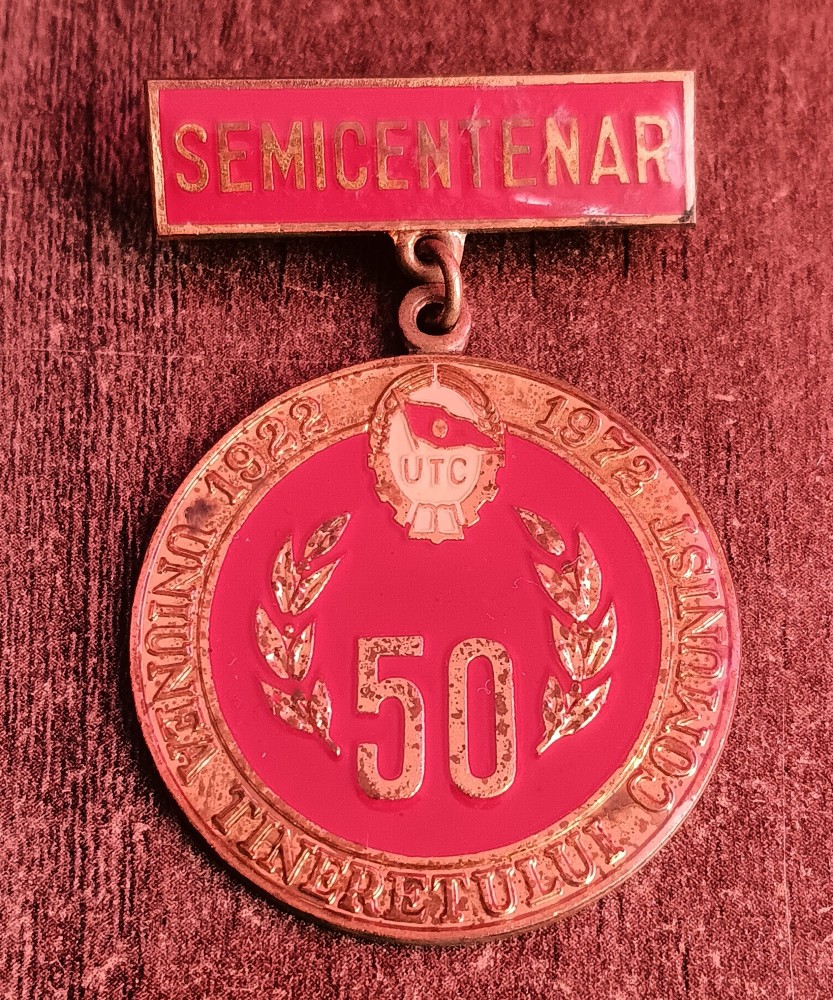 SEMICENTENAR
1922 1972
UTC
50
UNIUNEA TINERETULUI COMUNIST